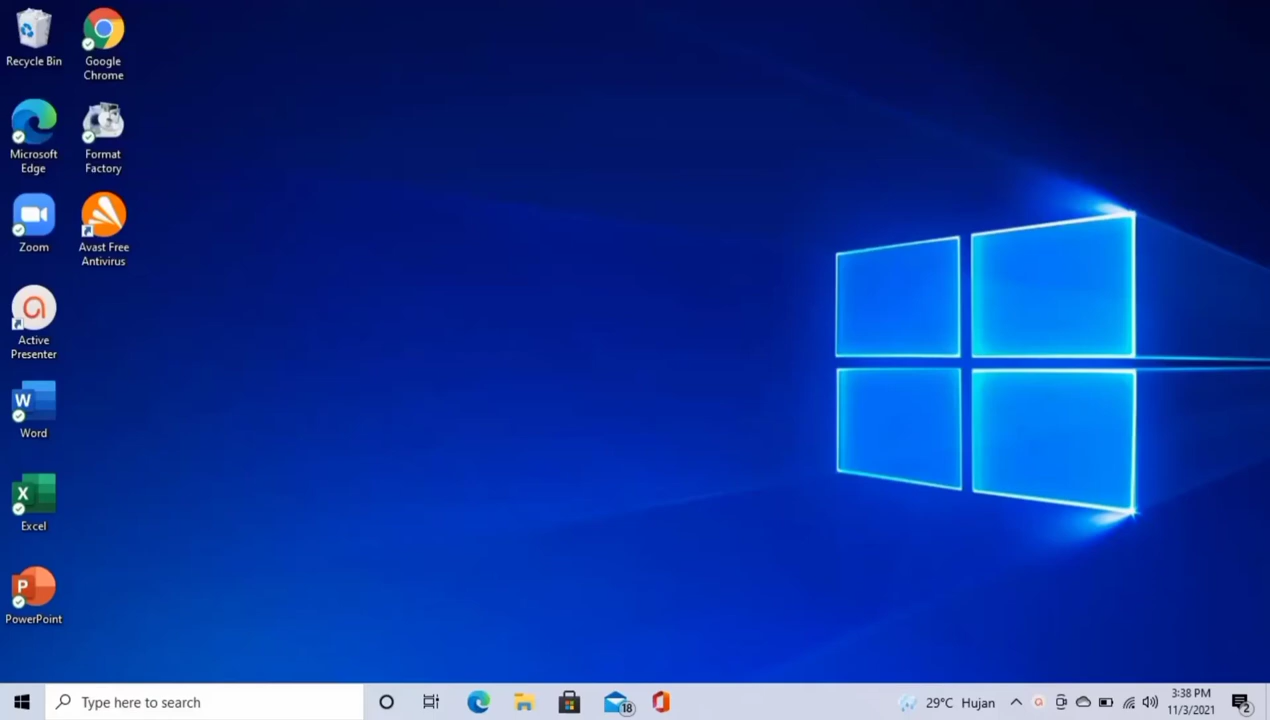 Recycle Bin
Google
Chrome
Microsoft
Edge
Format
Factory
Zoom
Avast Free
Antivirus
Active
Presenter
W
Word
X
Excel
P
PowerPoint
Type here to search
18
29°C Hujan
3:38 PM
11/3/2021
2